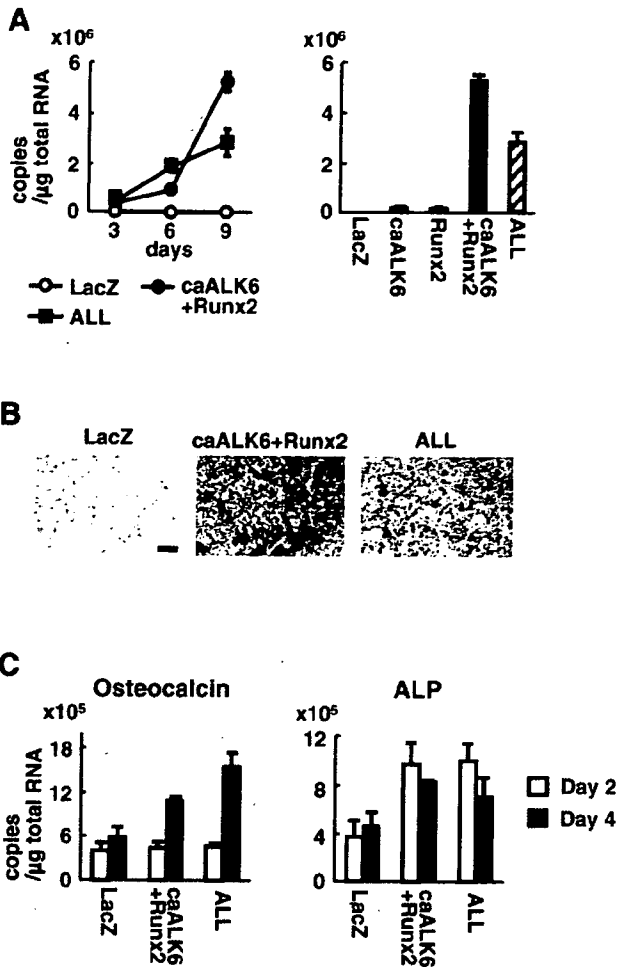 A
x10⁶
6
4
2
0
copies
/µg total RNA
3 6 9
days
LacZ
ALL
caALK6
+Runx2
x10⁶
6
4
2
0
LacZ
caALK6
Runx2
caALK6
+Runx2
ALL
B
LacZ
caALK6+Runx2
ALL
C
Osteocalcin
x10⁵
18
12
6
0
copies
/µg total RNA
LacZ
caALK6
+Runx2
ALL
ALP
x10⁵
12
8
4
0
LacZ
caALK6
+Runx2
ALL
Day 2
Day 4